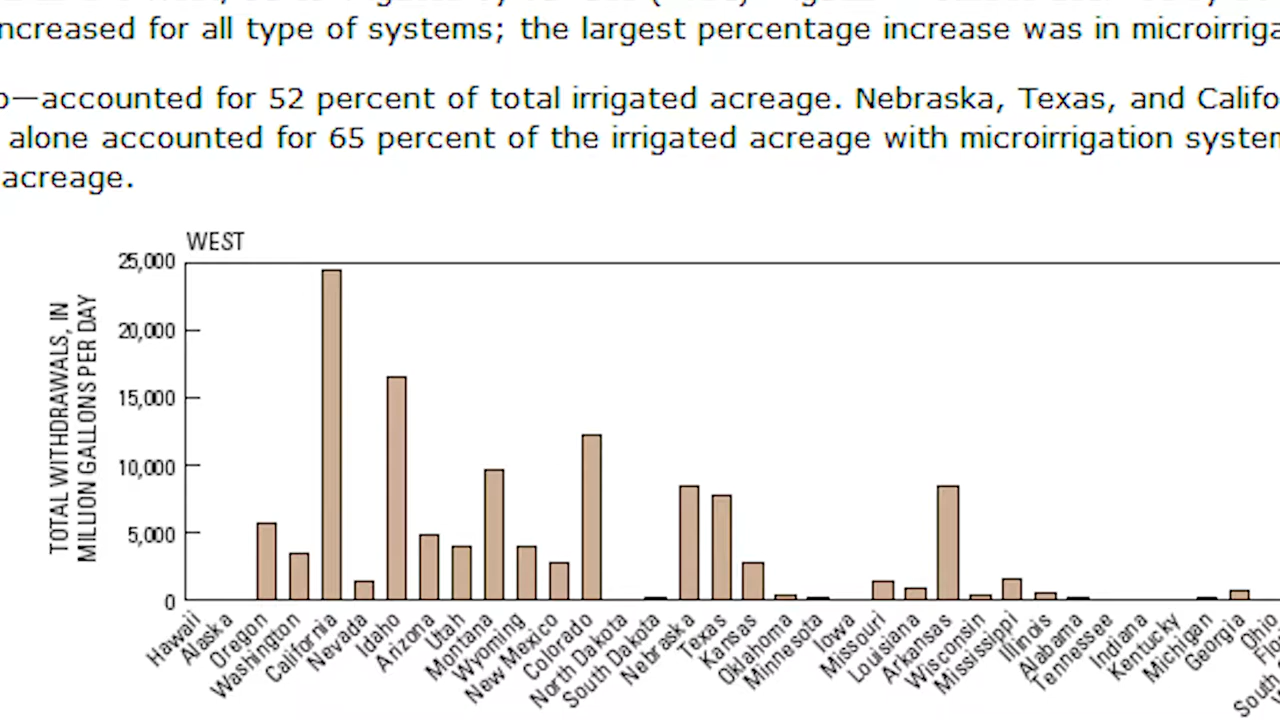 ncreased for all type of systems; the largest percentage increase was in microirriga
o—accounted for 52 percent of total irrigated acreage. Nebraska, Texas, and Califo
alone accounted for 65 percent of the irrigated acreage with microirrigation system
acreage.
WEST
TOTAL WITHDRAWALS, IN
MILLION GALLONS PER DAY
25,000
20,000
15,000
10,000
5,000
0
Hawaii
Alaska
Oregon
Washington
California
Nevada
Idaho
Arizona
Utah
Montana
Wyoming
New Mexico
Colorado
North Dakota
South Dakota
Nebraska
Texas
Kansas
Oklahoma
Minnesota
Iowa
Missouri
Louisiana
Arkansas
Wisconsin
Mississippi
Illinois
Alabama
Tennessee
Indiana
Kentucky
Michigan
Georgia
Ohio
Flo
South